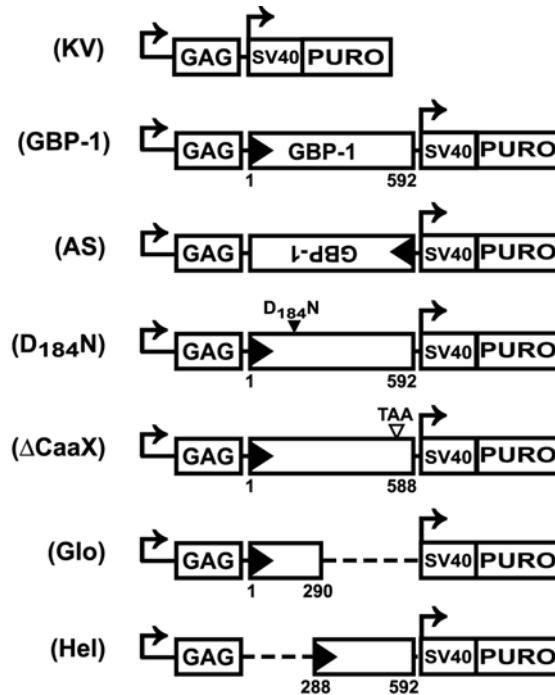 (KV) GAG SV40 PURO
(GBP-1) GAG GBP-1 SV40 PURO
1 592
(AS) GAG GBP-1 SV40 PURO
D184N
(D184N) GAG SV40 PURO
1 592
TAA
(ΔCaaX) GAG SV40 PURO
1 588
(Glo) GAG SV40 PURO
1 290
(Hel) GAG SV40 PURO
288 592